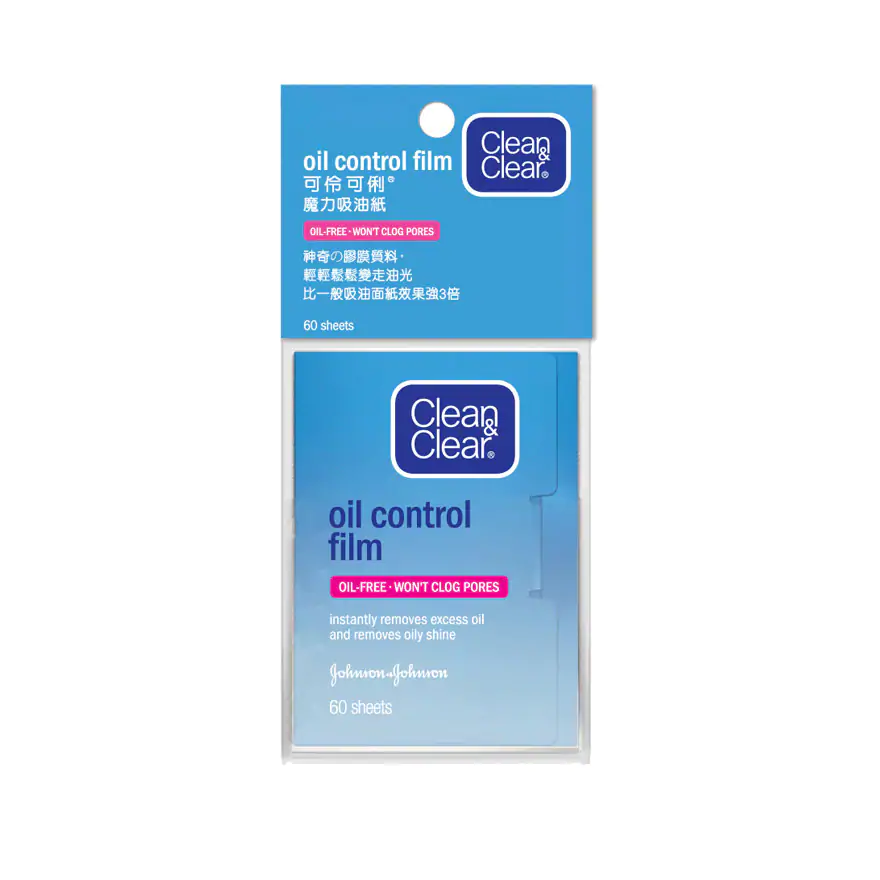 Clean
&
Clear®
oil control film
可伶可俐®
魔力吸油紙
OIL-FREE · WON'T CLOG PORES
神奇の膠膜質料，
輕輕鬆鬆變走油光
比一般吸油面紙效果強3倍
60 sheets
Clean
&
Clear®
oil control
film
OIL-FREE · WON'T CLOG PORES
instantly removes excess oil
and removes oily shine
Johnson & Johnson
60 sheets